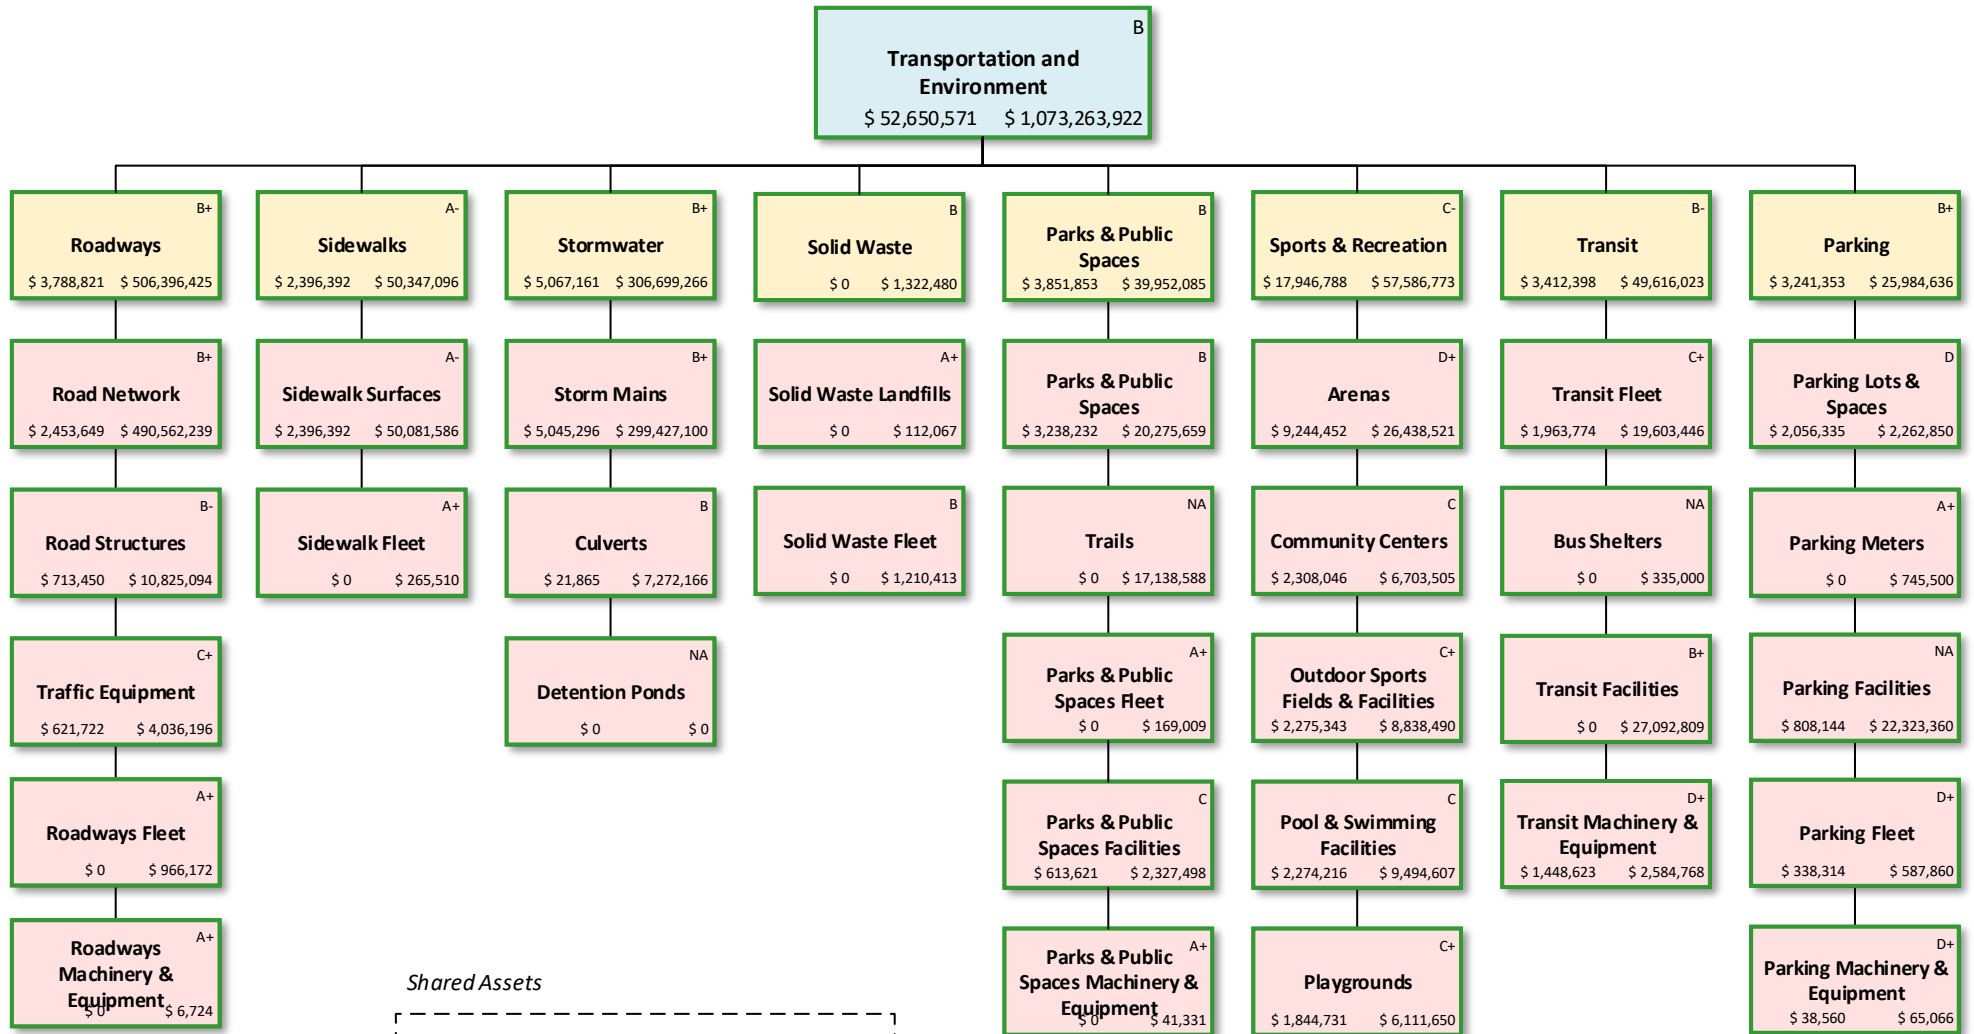 B
Transportation and
Environment
$ 52,650,571 $ 1,073,263,922
B+
Roadways
$ 3,788,821 $ 506,396,425
A-
Sidewalks
$ 2,396,392 $ 50,347,096
B+
Stormwater
$ 5,067,161 $ 306,699,266
B
Solid Waste
$ 0 $ 1,322,480
B
Parks & Public
Spaces
$ 3,851,853 $ 39,952,085
C-
Sports & Recreation
$ 17,946,788 $ 57,586,773
B-
Transit
$ 3,412,398 $ 49,616,023
B+
Parking
$ 3,241,353 $ 25,984,636
B+
Road Network
$ 2,453,649 $ 490,562,239
A-
Sidewalk Surfaces
$ 2,396,392 $ 50,081,586
B+
Storm Mains
$ 5,045,296 $ 299,427,100
A+
Solid Waste Landfills
$ 0 $ 112,067
B
Parks & Public
Spaces
$ 3,238,232 $ 20,275,659
D+
Arenas
$ 9,244,452 $ 26,438,521
C+
Transit Fleet
$ 1,963,774 $ 19,603,446
D
Parking Lots &
Spaces
$ 2,056,335 $ 2,262,850
B-
Road Structures
$ 713,450 $ 10,825,094
A+
Sidewalk Fleet
$ 0 $ 265,510
B
Culverts
$ 21,865 $ 7,272,166
B
Solid Waste Fleet
$ 0 $ 1,210,413
NA
Trails
$ 0 $ 17,138,588
C
Community Centers
$ 2,308,046 $ 6,703,505
NA
Bus Shelters
$ 0 $ 335,000
A+
Parking Meters
$ 0 $ 745,500
C+
Traffic Equipment
$ 621,722 $ 4,036,196
NA
Detention Ponds
$ 0 $ 0
A+
Parks & Public
Spaces Fleet
$ 0 $ 169,009
C+
Outdoor Sports
Fields & Facilities
$ 2,275,343 $ 8,838,490
B+
Transit Facilities
$ 0 $ 27,092,809
NA
Parking Facilities
$ 808,144 $ 22,323,360
A+
Roadways Fleet
$ 0 $ 966,172
C
Parks & Public
Spaces Facilities
$ 613,621 $ 2,327,498
C
Pool & Swimming
Facilities
$ 2,274,216 $ 9,494,607
D+
Transit Machinery &
Equipment
$ 1,448,623 $ 2,584,768
D+
Parking Fleet
$ 338,314 $ 587,860
A+
Roadways
Machinery &
Equipment
$ 0 $ 6,724
Shared Assets
A+
Parks & Public
Spaces Machinery &
Equipment
$ 0 $ 41,331
C+
Playgrounds
$ 1,844,731 $ 6,111,650
D+
Parking Machinery &
Equipment
$ 38,560 $ 65,066